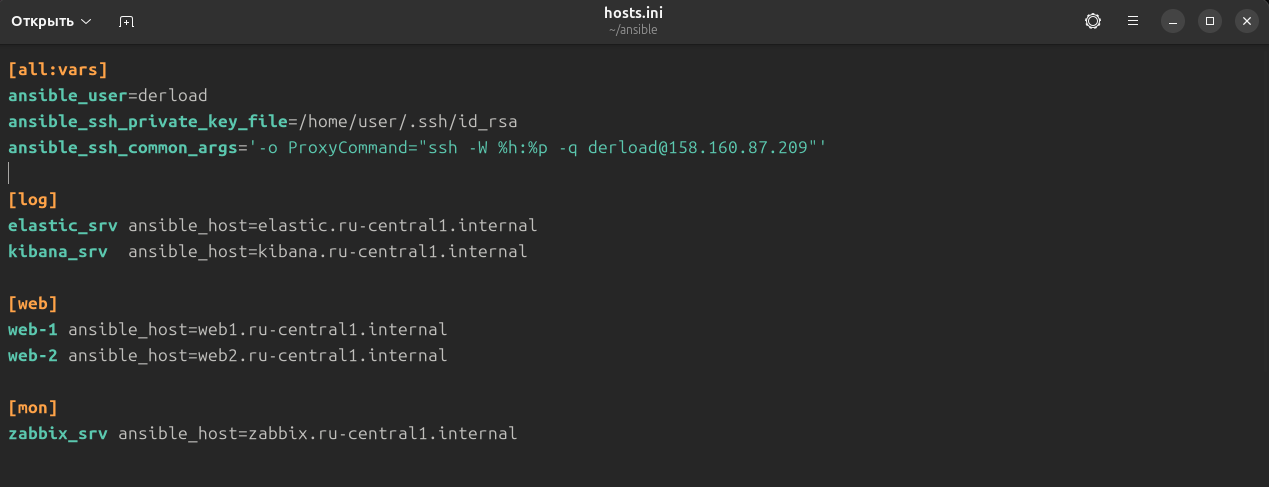 Открыть
hosts.ini
~/ansible
[all:vars]
ansible_user=derload
ansible_ssh_private_key_file=/home/user/.ssh/id_rsa
ansible_ssh_common_args='-o ProxyCommand="ssh -W %h:%p -q derload@158.160.87.209"'
[log]
elastic_srv ansible_host=elastic.ru-central1.internal
kibana_srv  ansible_host=kibana.ru-central1.internal
[web]
web-1 ansible_host=web1.ru-central1.internal
web-2 ansible_host=web2.ru-central1.internal
[mon]
zabbix_srv ansible_host=zabbix.ru-central1.internal